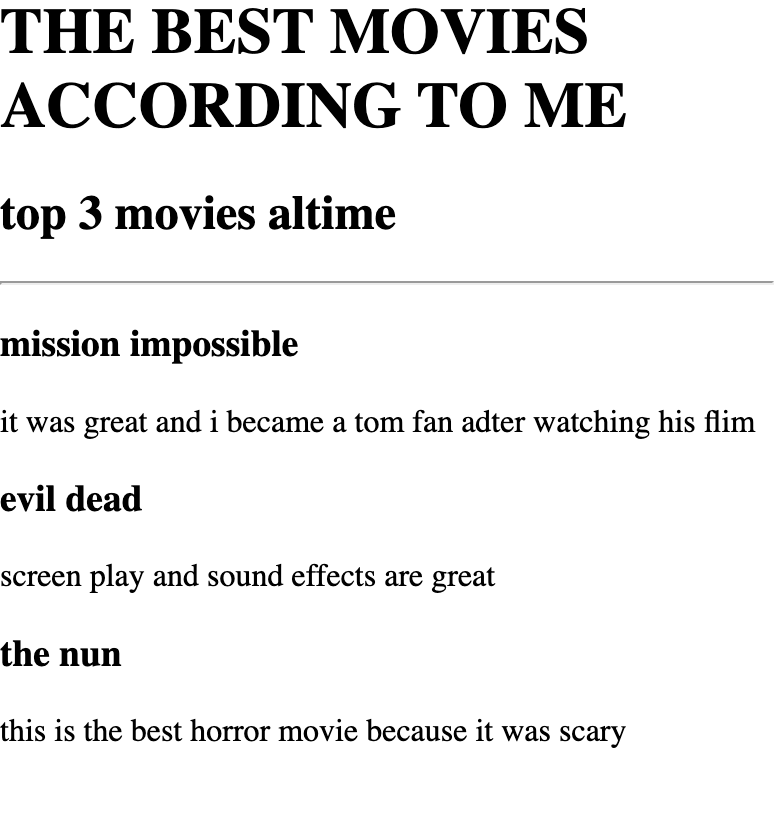 THE BEST MOVIES
ACCORDING TO ME
top 3 movies altime
mission impossible
it was great and i became a tom fan adter watching his flim
evil dead
screen play and sound effects are great
the nun
this is the best horror movie because it was scary